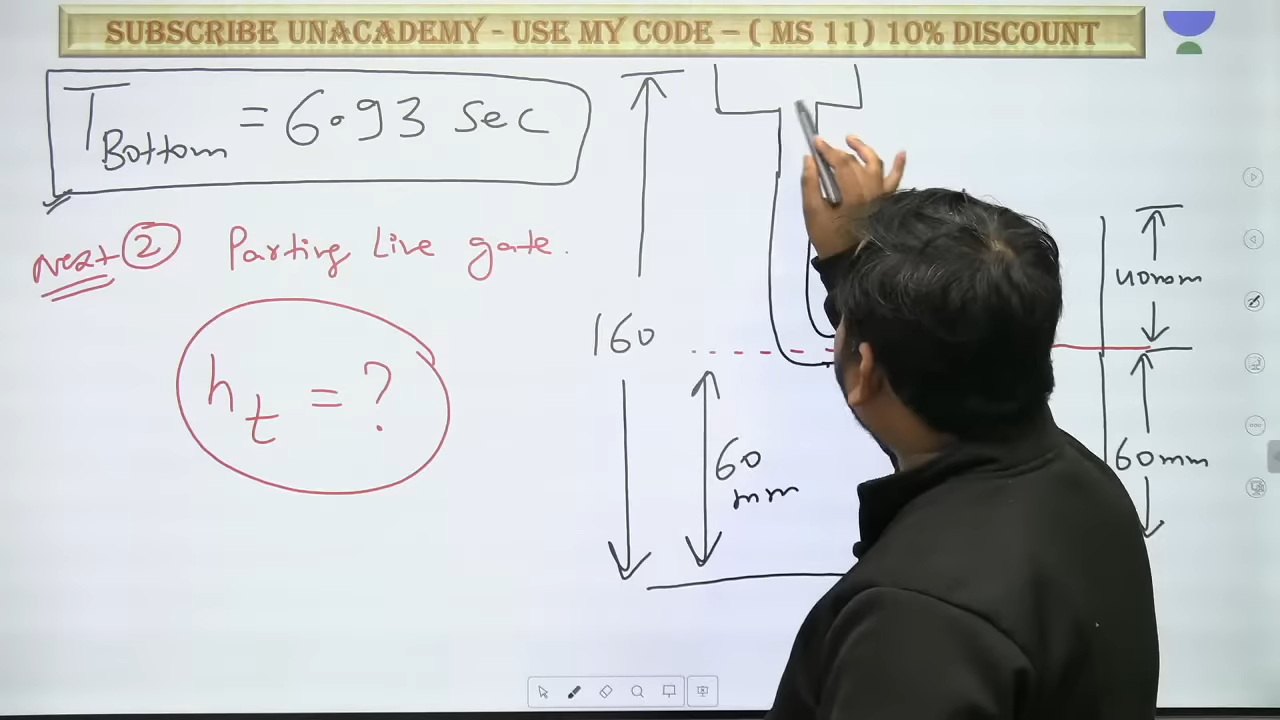 SUBSCRIBE UNACADEMY - USE MY CODE – ( MS 11) 10% DISCOUNT
T Bottom = 6.93 sec
Next ② Parting Line gate.
h t = ?
160
60
mm
40mm
60mm